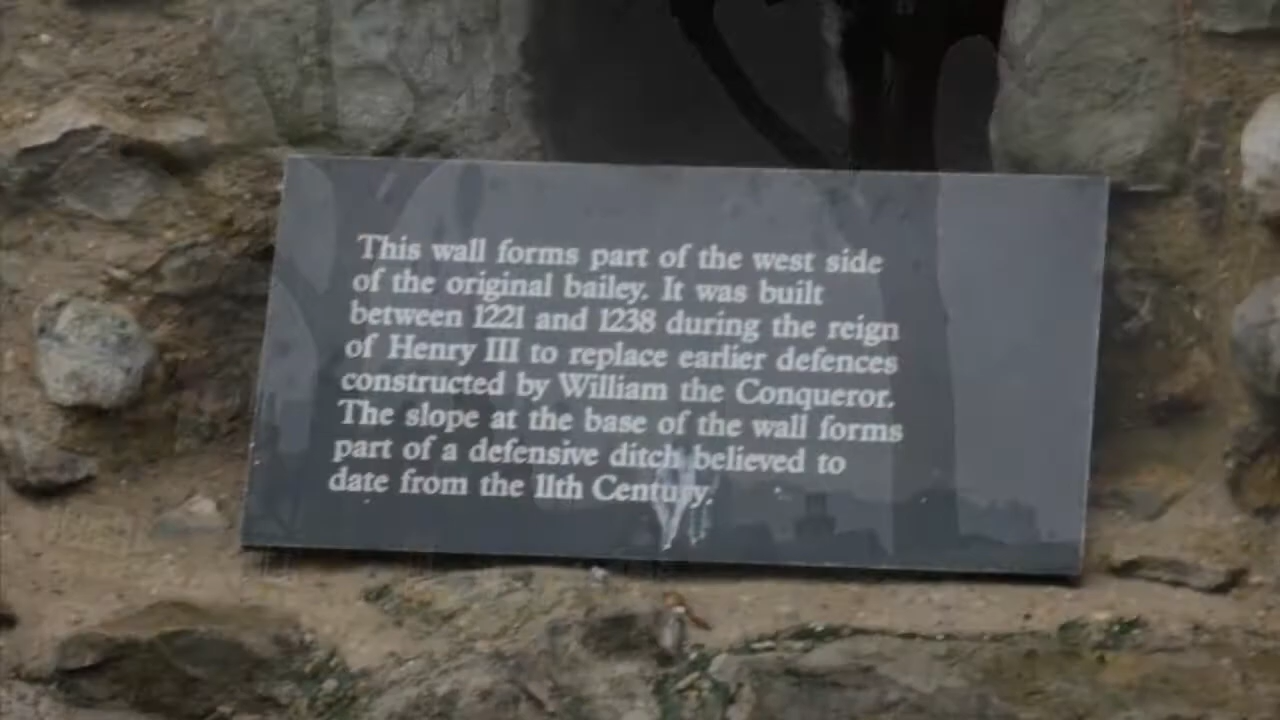 This wall forms part of the west side
of the original bailey. It was built
between 1221 and 1238 during the reign
of Henry III to replace earlier defences
constructed by William the Conqueror.
The slope at the base of the wall forms
part of a defensive ditch believed to
date from the 11th Century.